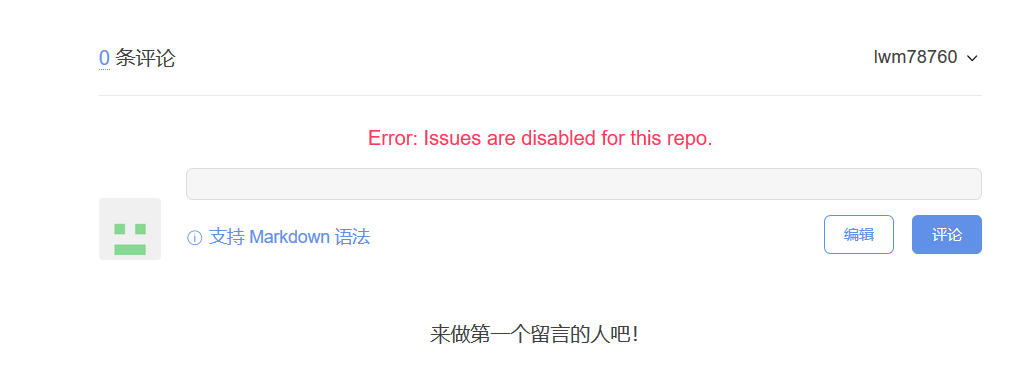 0 条评论
lwm78760
Error: Issues are disabled for this repo.
支持 Markdown 语法
编辑
评论
来做第一个留言的人吧！